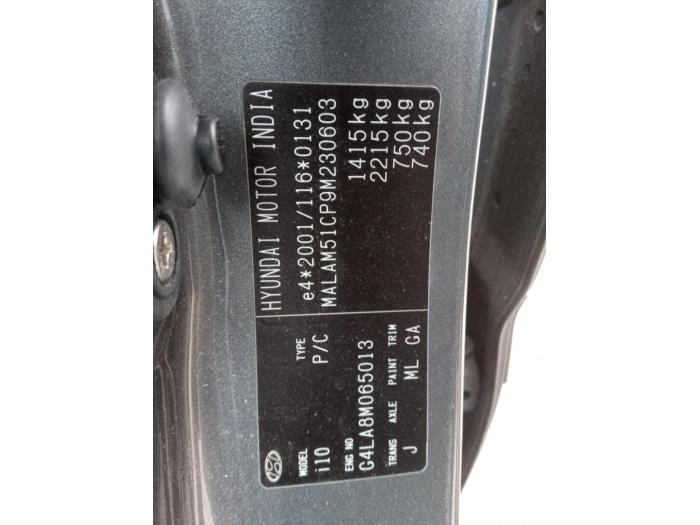 HYUNDAI MOTOR INDIA
e4*2001/116*0131
MALAM51CP9M230603
1415kg
2215kg
750kg
740kg
MODEL TYPE
i10 P/C
ENG NO
G4LA8M065013
TRANS AXLE PAINT TRIM
J ML GA